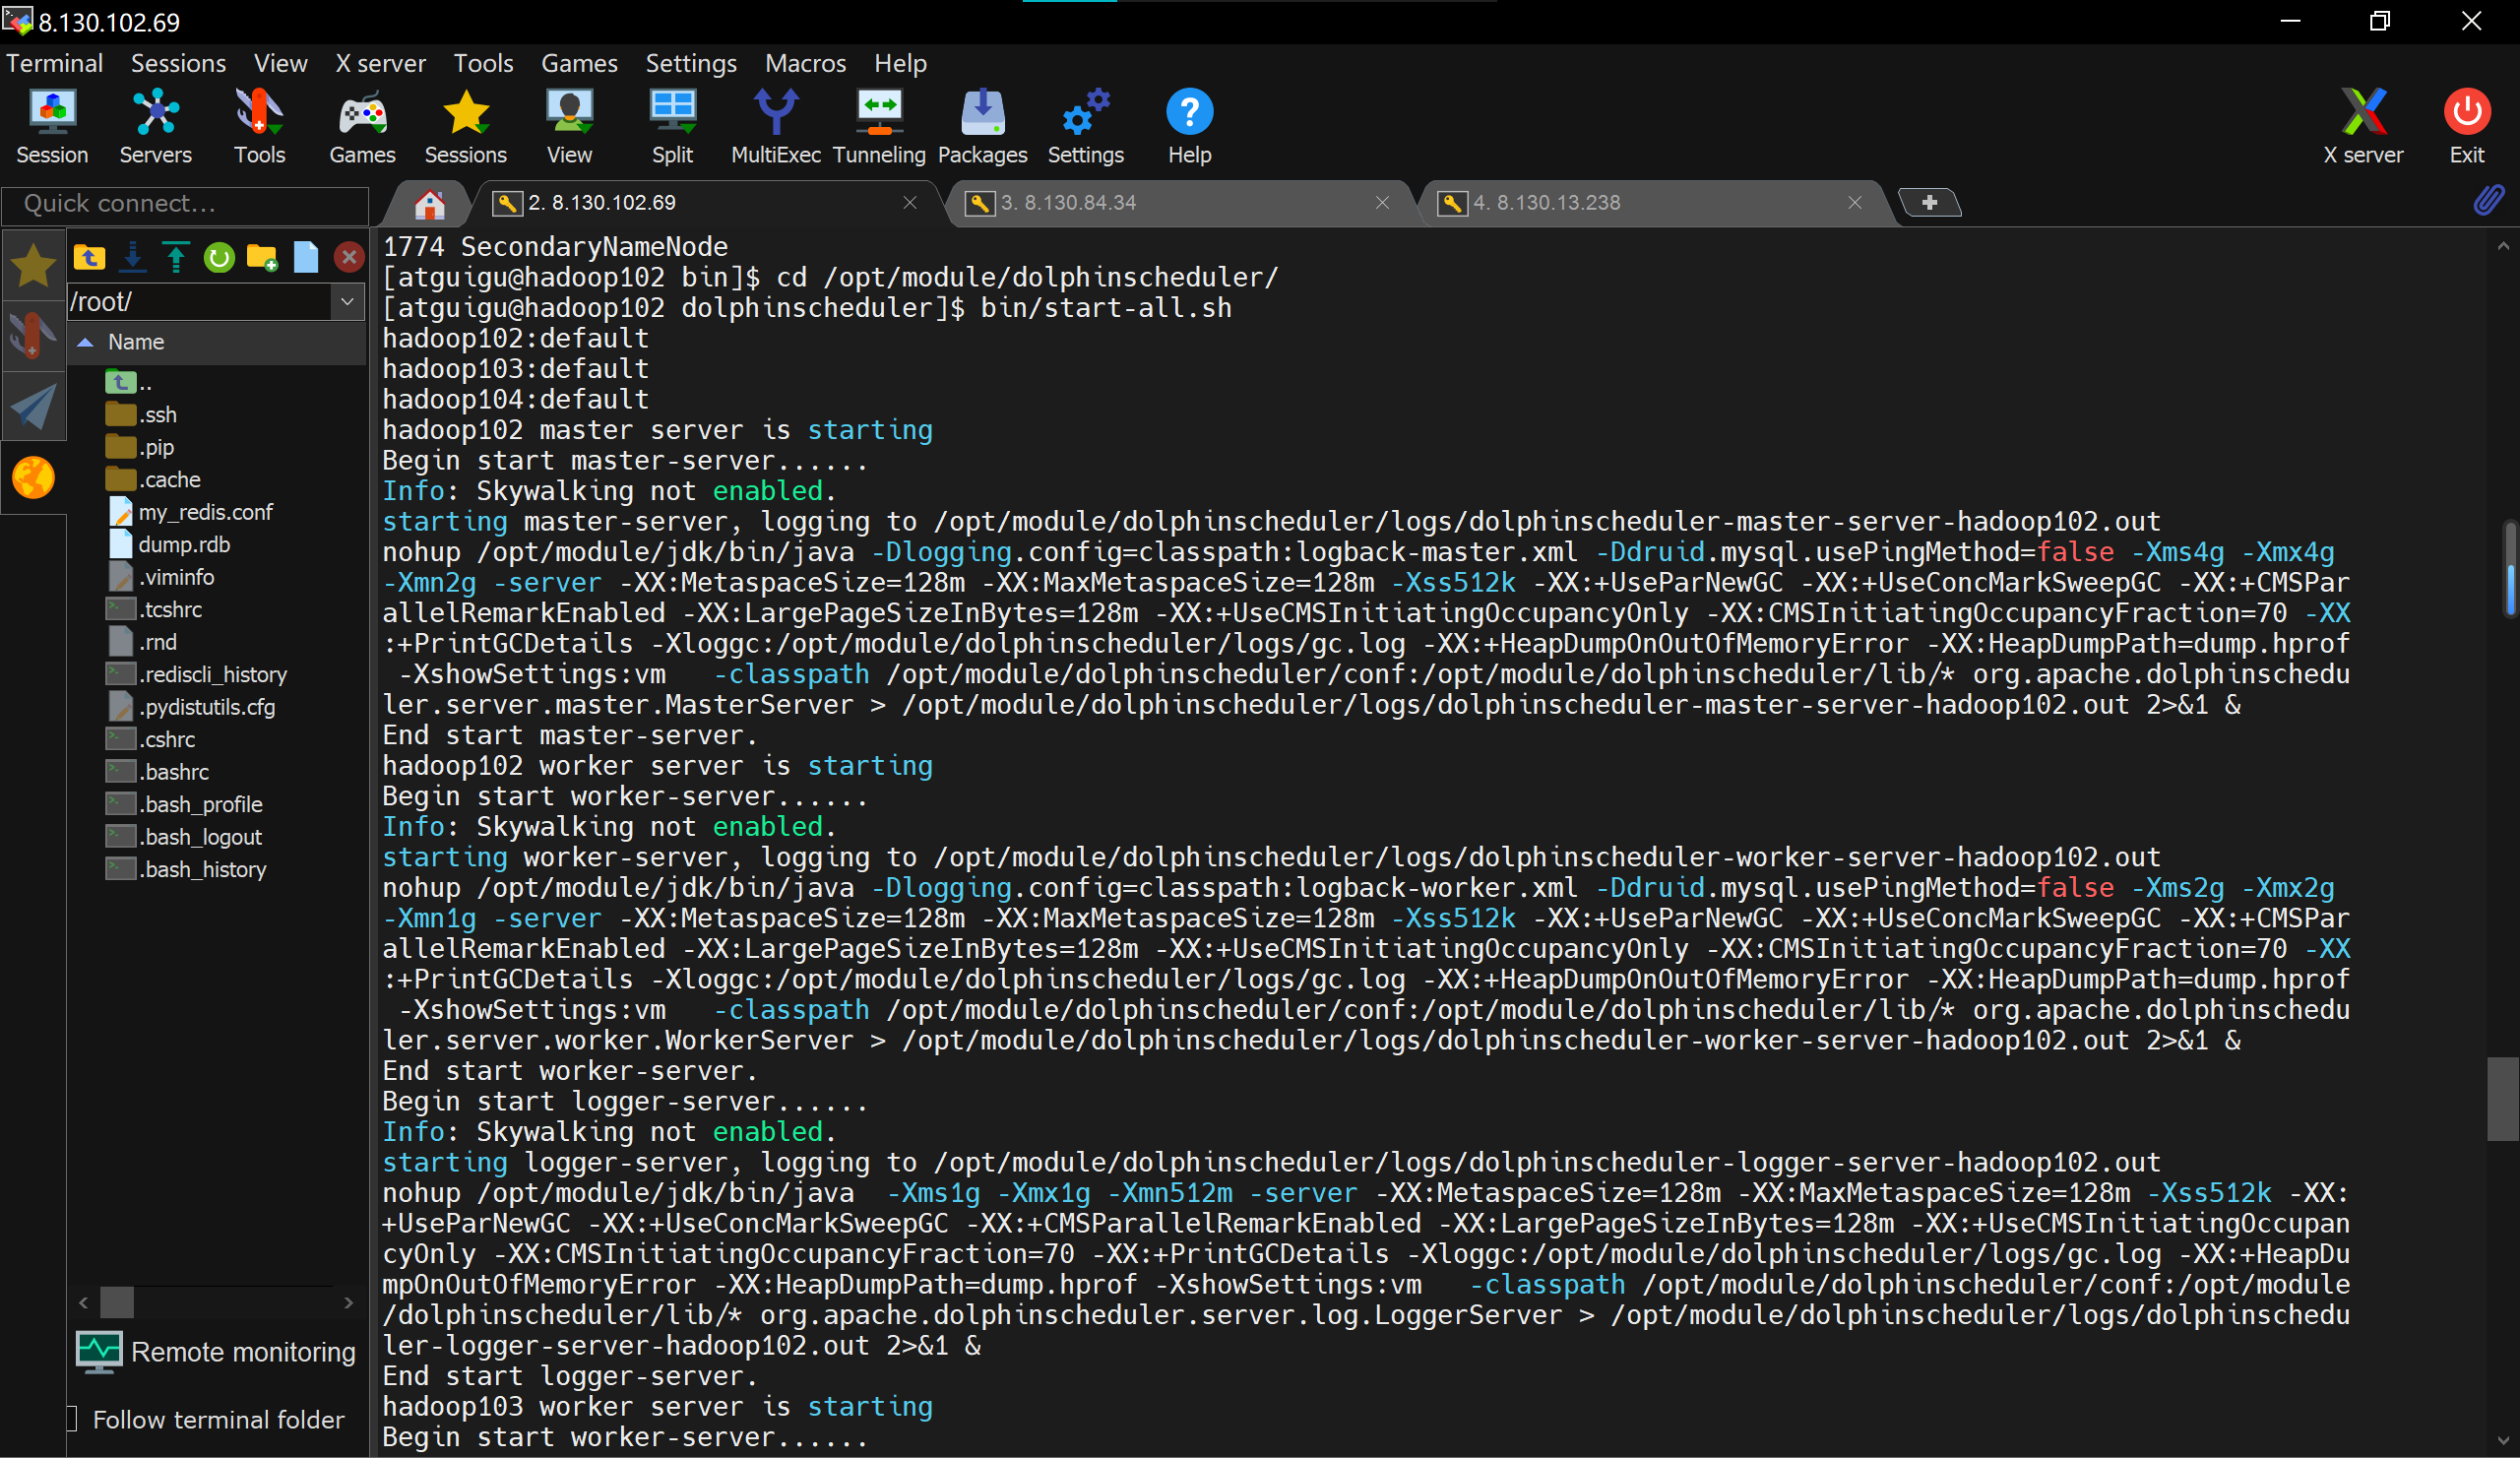 8.130.102.69
Terminal Sessions View X server Tools Games Settings Macros Help
Session Servers Tools Games Sessions View Split MultiExec Tunneling Packages Settings Help X server Exit
Quick connect...
2. 8.130.102.69
3. 8.130.84.34
4. 8.130.13.238
/root/
Name
..
.ssh
.pip
.cache
my_redis.conf
dump.rdb
.viminfo
.tcshrc
.rnd
.rediscli_history
.pydistutils.cfg
.cshrc
.bashrc
.bash_profile
.bash_logout
.bash_history
Remote monitoring
Follow terminal folder
1774 SecondaryNameNode
[atguigu@hadoop102 bin]$ cd /opt/module/dolphinscheduler/
[atguigu@hadoop102 dolphinscheduler]$ bin/start-all.sh
hadoop102:default
hadoop103:default
hadoop104:default
hadoop102 master server is starting
Begin start master-server......
Info: Skywalking not enabled.
starting master-server, logging to /opt/module/dolphinscheduler/logs/dolphinscheduler-master-server-hadoop102.out
nohup /opt/module/jdk/bin/java -Dlogging.config=classpath:logback-master.xml -Ddruid.mysql.usePingMethod=false -Xms4g -Xmx4g
-Xmn2g -server -XX:MetaspaceSize=128m -XX:MaxMetaspaceSize=128m -Xss512k -XX:+UseParNewGC -XX:+UseConcMarkSweepGC -XX:+CMSPar
allelRemarkEnabled -XX:LargePageSizeInBytes=128m -XX:+UseCMSInitiatingOccupancyOnly -XX:CMSInitiatingOccupancyFraction=70 -XX
:+PrintGCDetails -Xloggc:/opt/module/dolphinscheduler/logs/gc.log -XX:+HeapDumpOnOutOfMemoryError -XX:HeapDumpPath=dump.hprof
-XshowSettings:vm   -classpath /opt/module/dolphinscheduler/conf:/opt/module/dolphinscheduler/lib/* org.apache.dolphinschedu
ler.server.master.MasterServer > /opt/module/dolphinscheduler/logs/dolphinscheduler-master-server-hadoop102.out 2>&1 &
End start master-server.
hadoop102 worker server is starting
Begin start worker-server......
Info: Skywalking not enabled.
starting worker-server, logging to /opt/module/dolphinscheduler/logs/dolphinscheduler-worker-server-hadoop102.out
nohup /opt/module/jdk/bin/java -Dlogging.config=classpath:logback-worker.xml -Ddruid.mysql.usePingMethod=false -Xms2g -Xmx2g
-Xmn1g -server -XX:MetaspaceSize=128m -XX:MaxMetaspaceSize=128m -Xss512k -XX:+UseParNewGC -XX:+UseConcMarkSweepGC -XX:+CMSPar
allelRemarkEnabled -XX:LargePageSizeInBytes=128m -XX:+UseCMSInitiatingOccupancyOnly -XX:CMSInitiatingOccupancyFraction=70 -XX
:+PrintGCDetails -Xloggc:/opt/module/dolphinscheduler/logs/gc.log -XX:+HeapDumpOnOutOfMemoryError -XX:HeapDumpPath=dump.hprof
-XshowSettings:vm   -classpath /opt/module/dolphinscheduler/conf:/opt/module/dolphinscheduler/lib/* org.apache.dolphinschedu
ler.server.worker.WorkerServer > /opt/module/dolphinscheduler/logs/dolphinscheduler-worker-server-hadoop102.out 2>&1 &
End start worker-server.
Begin start logger-server......
Info: Skywalking not enabled.
starting logger-server, logging to /opt/module/dolphinscheduler/logs/dolphinscheduler-logger-server-hadoop102.out
nohup /opt/module/jdk/bin/java  -Xms1g -Xmx1g -Xmn512m -server -XX:MetaspaceSize=128m -XX:MaxMetaspaceSize=128m -Xss512k -XX:
+UseParNewGC -XX:+UseConcMarkSweepGC -XX:+CMSParallelRemarkEnabled -XX:LargePageSizeInBytes=128m -XX:+UseCMSInitiatingOccupan
cyOnly -XX:CMSInitiatingOccupancyFraction=70 -XX:+PrintGCDetails -Xloggc:/opt/module/dolphinscheduler/logs/gc.log -XX:+HeapDu
mpOnOutOfMemoryError -XX:HeapDumpPath=dump.hprof -XshowSettings:vm   -classpath /opt/module/dolphinscheduler/conf:/opt/module
/dolphinscheduler/lib/* org.apache.dolphinscheduler.server.log.LoggerServer > /opt/module/dolphinscheduler/logs/dolphinschedu
ler-logger-server-hadoop102.out 2>&1 &
End start logger-server.
hadoop103 worker server is starting
Begin start worker-server......